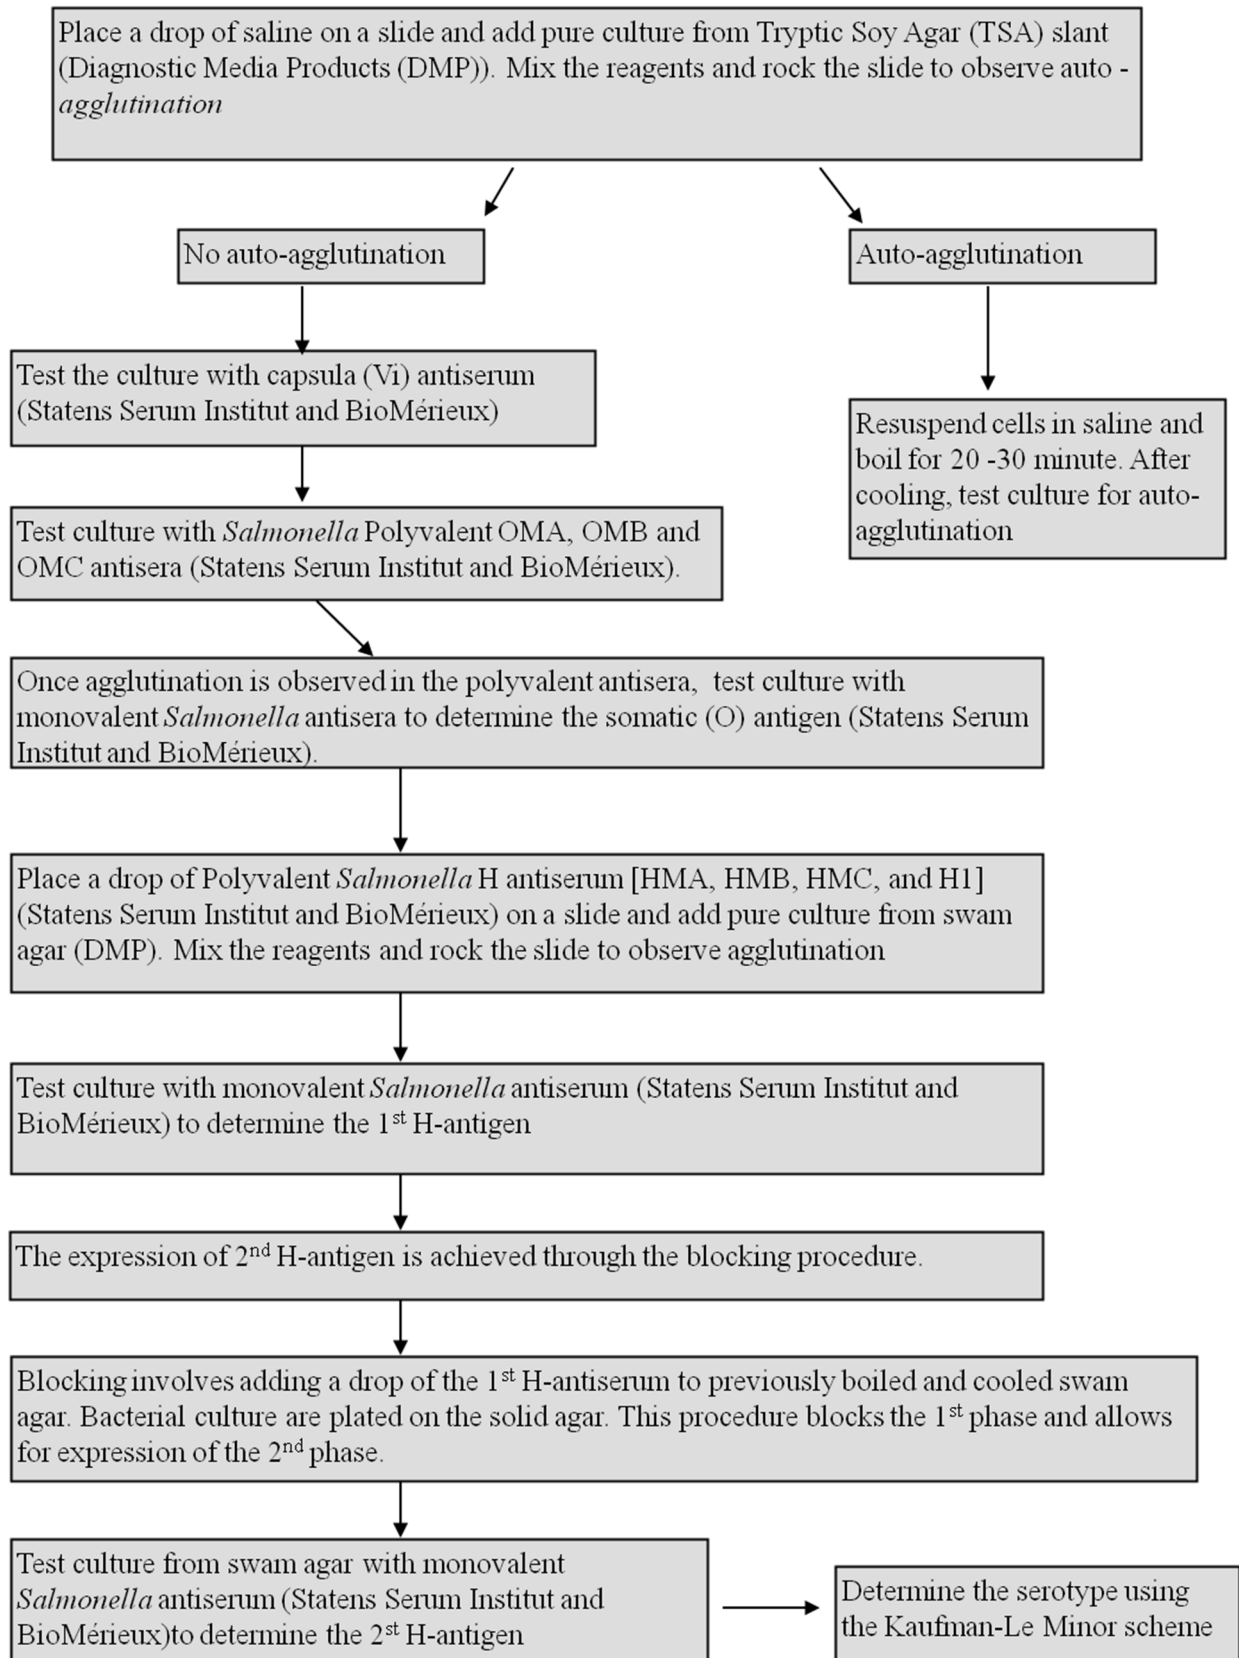 Place a drop of saline on a slide and add pure culture from Tryptic Soy Agar (TSA) slant
(Diagnostic Media Products (DMP)). Mix the reagents and rock the slide to observe auto -
agglutination
No auto-agglutination
Auto-agglutination
Test the culture with capsula (Vi) antiserum
(Statens Serum Institut and BioMérieux)
Resuspend cells in saline and
boil for 20 -30 minute. After
cooling, test culture for auto-
agglutination
Test culture with Salmonella Polyvalent OMA, OMB and
OMC antisera (Statens Serum Institut and BioMérieux).
Once agglutination is observed in the polyvalent antisera, test culture with
monovalent Salmonella antisera to determine the somatic (O) antigen (Statens Serum
Institut and BioMérieux).
Place a drop of Polyvalent Salmonella H antiserum [HMA, HMB, HMC, and H1]
(Statens Serum Institut and BioMérieux) on a slide and add pure culture from swam
agar (DMP). Mix the reagents and rock the slide to observe agglutination
Test culture with monovalent Salmonella antiserum (Statens Serum Institut and
BioMérieux) to determine the 1st H-antigen
The expression of 2nd H-antigen is achieved through the blocking procedure.
Blocking involves adding a drop of the 1st H-antiserum to previously boiled and cooled swam
agar. Bacterial culture are plated on the solid agar. This procedure blocks the 1st phase and allows
for expression of the 2nd phase.
Test culture from swam agar with monovalent
Salmonella antiserum (Statens Serum Institut and
BioMérieux)to determine the 2st H-antigen
Determine the serotype using
the Kaufman-Le Minor scheme